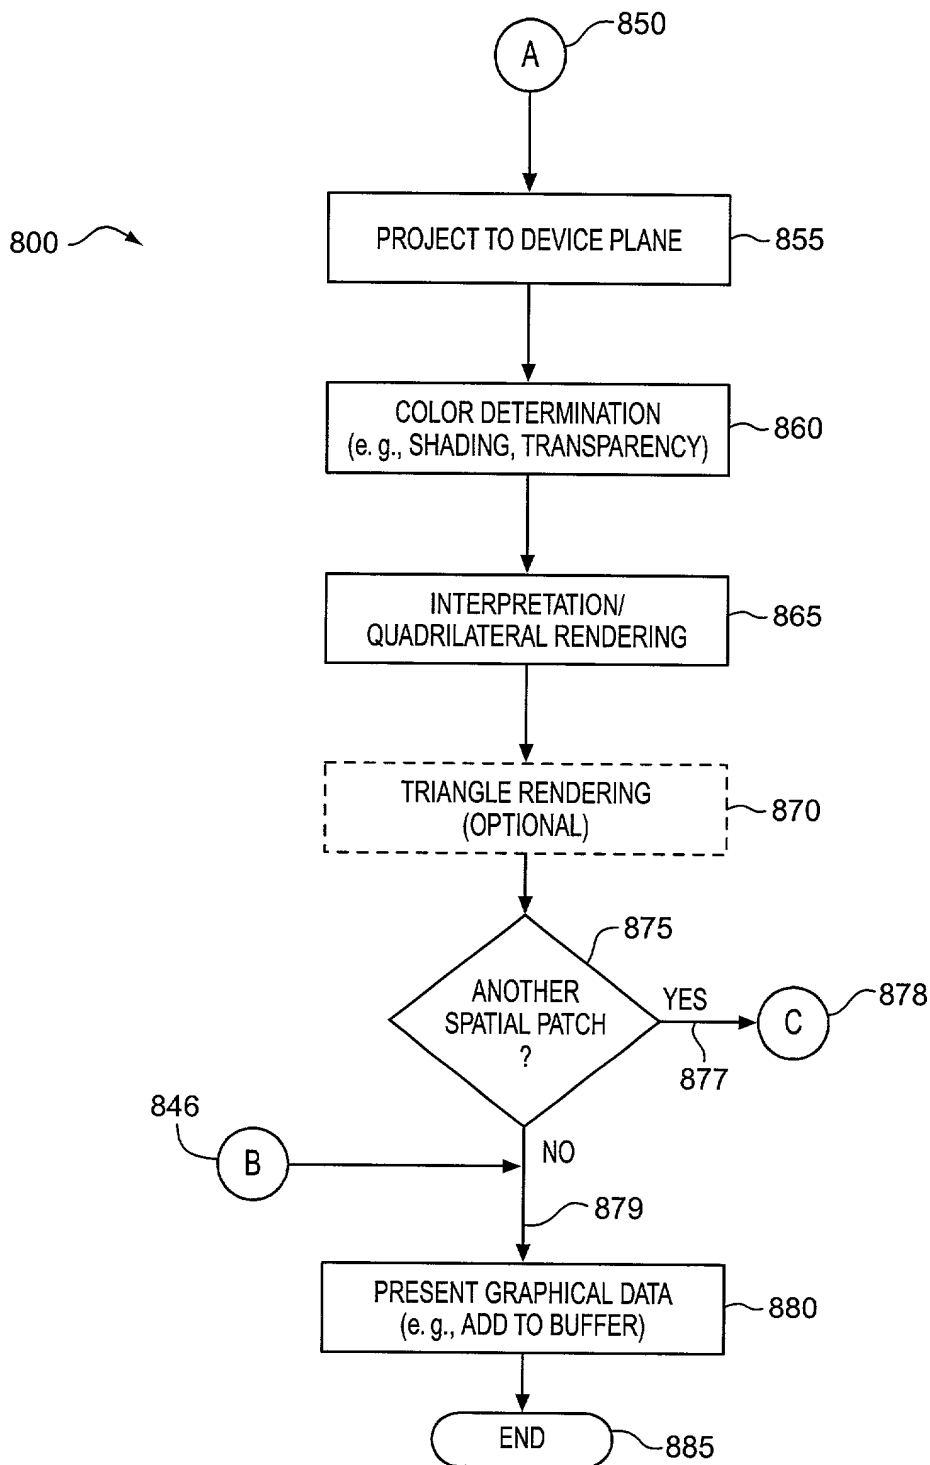 850
A
800
PROJECT TO DEVICE PLANE
855
COLOR DETERMINATION
(e. g., SHADING, TRANSPARENCY)
860
INTERPRETATION/
QUADRILATERAL RENDERING
865
TRIANGLE RENDERING
(OPTIONAL)
870
875
ANOTHER
SPATIAL PATCH
?
YES
877
C
878
846
B
NO
879
PRESENT GRAPHICAL DATA
(e. g., ADD TO BUFFER)
880
END
885